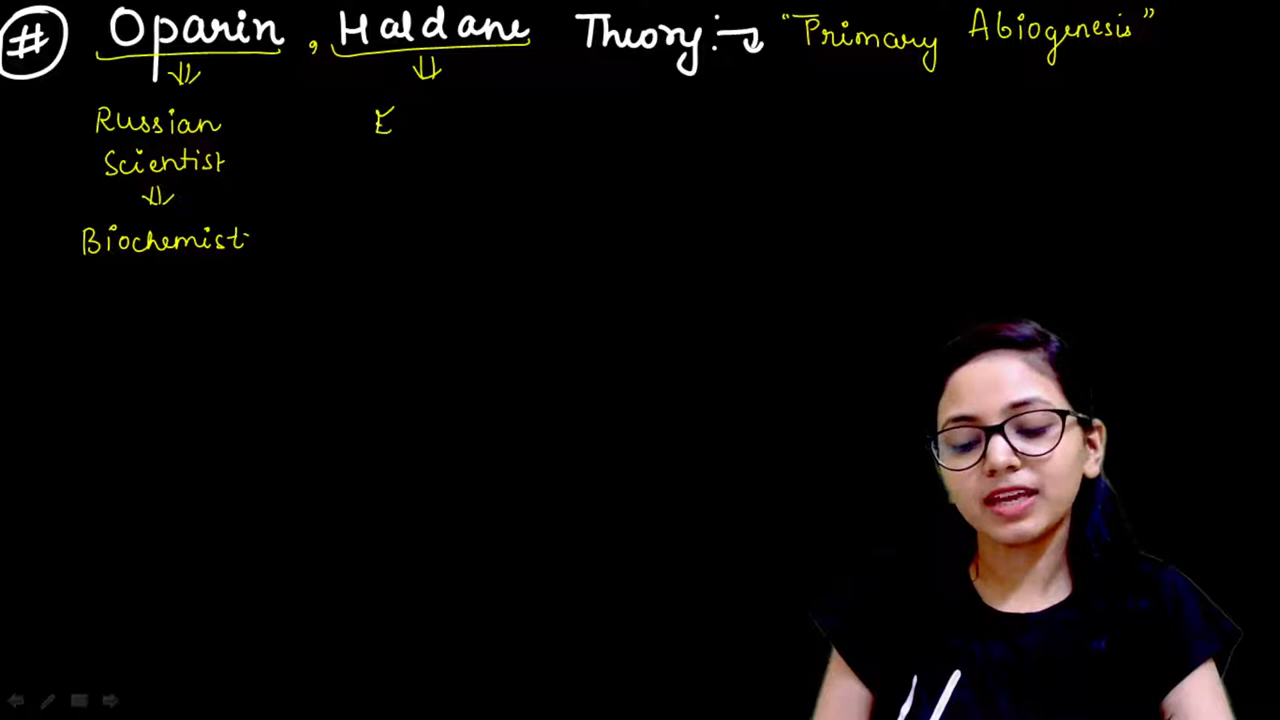 # Oparin, Haldane Theory:→ "Primary Abiogenesis"
Russian E
Scientist
Biochemist